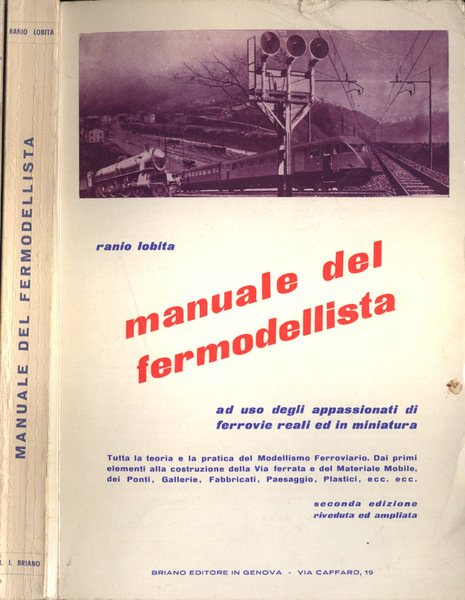 RANIO LOBITA
MANUALE DEL FERMODELLISTA
I. BRIANO
ranio lobita
manuale del
fermodellista
ad uso degli appassionati di
ferrovie reali ed in miniatura
Tutta la teoria e la pratica del Modellismo Ferroviario. Dai primi
elementi alla costruzione della Via ferrata e del Materiale Mobile,
dei Ponti, Gallerie, Fabbricati, Paesaggio, Plastici, ecc. ecc.
seconda edizione
riveduta ed ampliata
BRIANO EDITORE IN GENOVA - VIA CAFFARO, 19